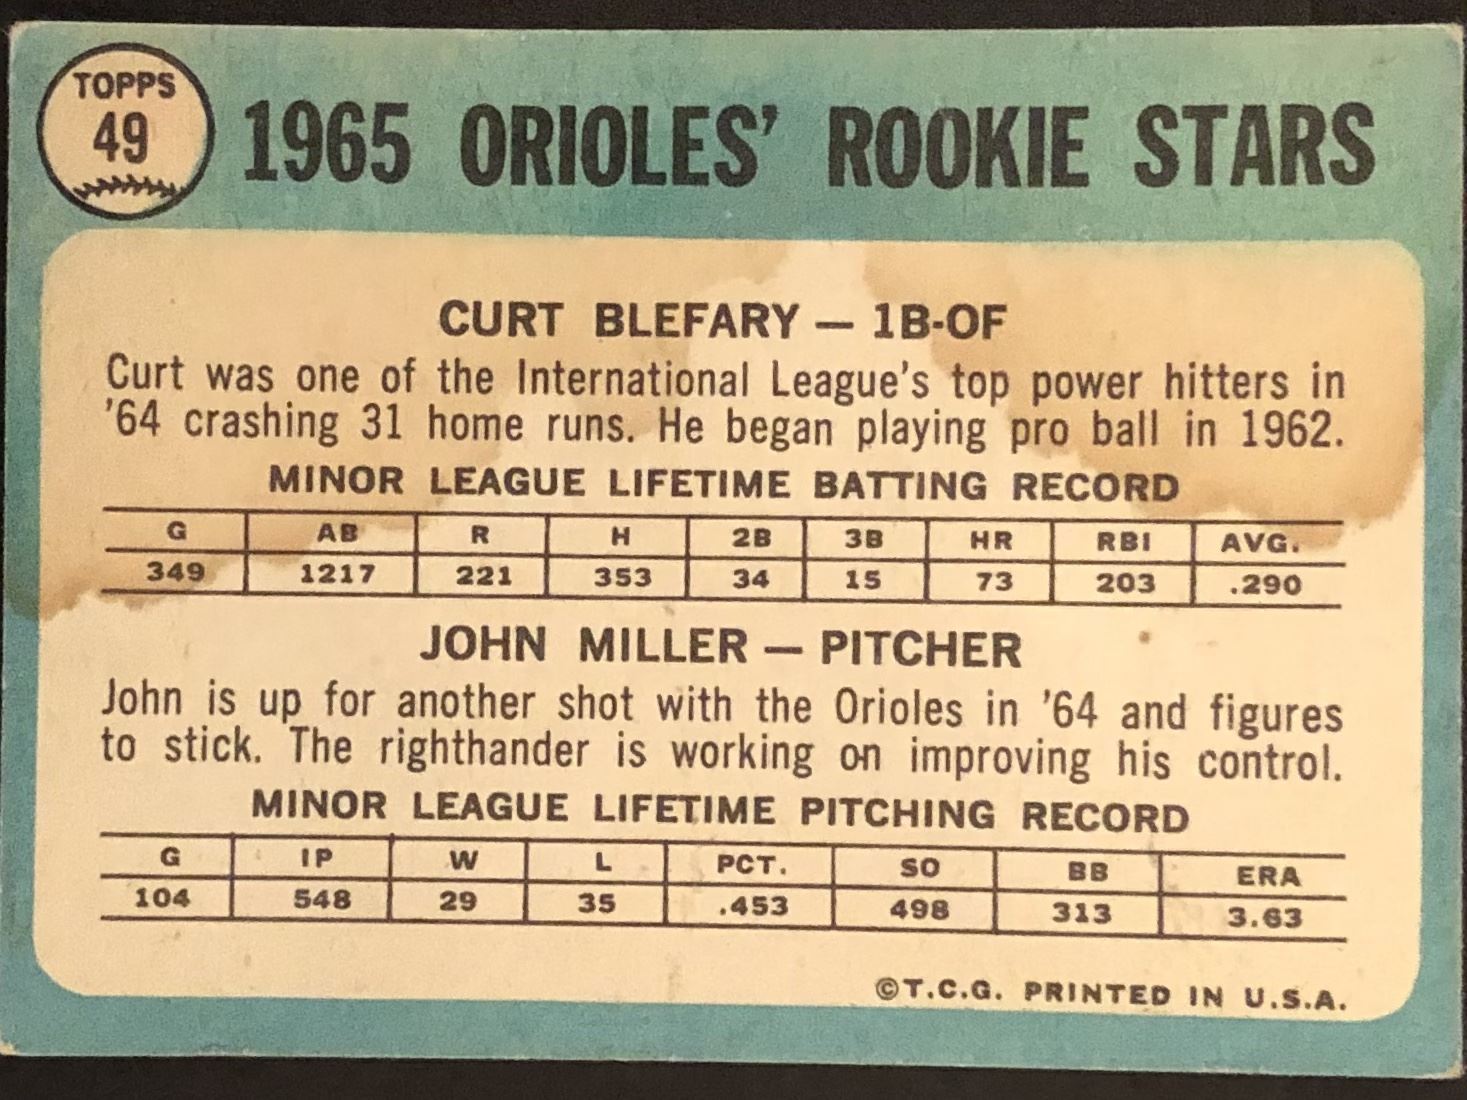 TOPPS
49
1965 ORIOLES' ROOKIE STARS
CURT BLEFARY — 1B-OF
Curt was one of the International League's top power hitters in
'64 crashing 31 home runs. He began playing pro ball in 1962.
MINOR LEAGUE LIFETIME BATTING RECORD
G AB R H 2B 3B HR RBI AVG.
349 1217 221 353 34 15 73 203 .290
JOHN MILLER — PITCHER
John is up for another shot with the Orioles in '64 and figures
to stick. The righthander is working on improving his control.
MINOR LEAGUE LIFETIME PITCHING RECORD
G IP W L PCT. SO BB ERA
104 548 29 35 .453 498 313 3.63
©T.C.G. PRINTED IN U.S.A.